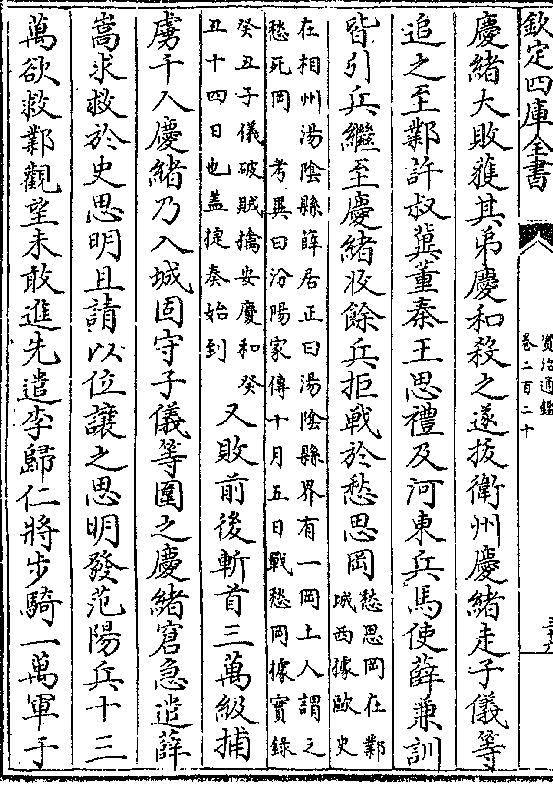 欽定四庫全書
資治通鑑
卷二百二十
慶緒大敗獲其弟慶和殺之遂拔衛州慶緒走子儀等
追之至鄴許叔冀董秦王思禮及河東兵馬使薛兼訓
皆引兵繼至慶緒收餘兵拒戰於愁思岡
愁思岡在鄴
城西據歐史
在相州湯陰縣薛居正曰湯陰縣界有一岡上人謂之
愁死岡 考異曰汾陽家傳十月五日戰愁岡據實錄
癸丑子儀破賊擒安慶和癸
丑十四日也蓋捷奏始到
又敗前後斬首三萬級捕
虜千人慶緒乃入城固守子儀等圍之慶緒窘急遣薛
嵩求救於史思明且請以位讓之思明發范陽兵十三
萬欲救鄴觀望未敢進先遣李歸仁將步騎一萬軍于